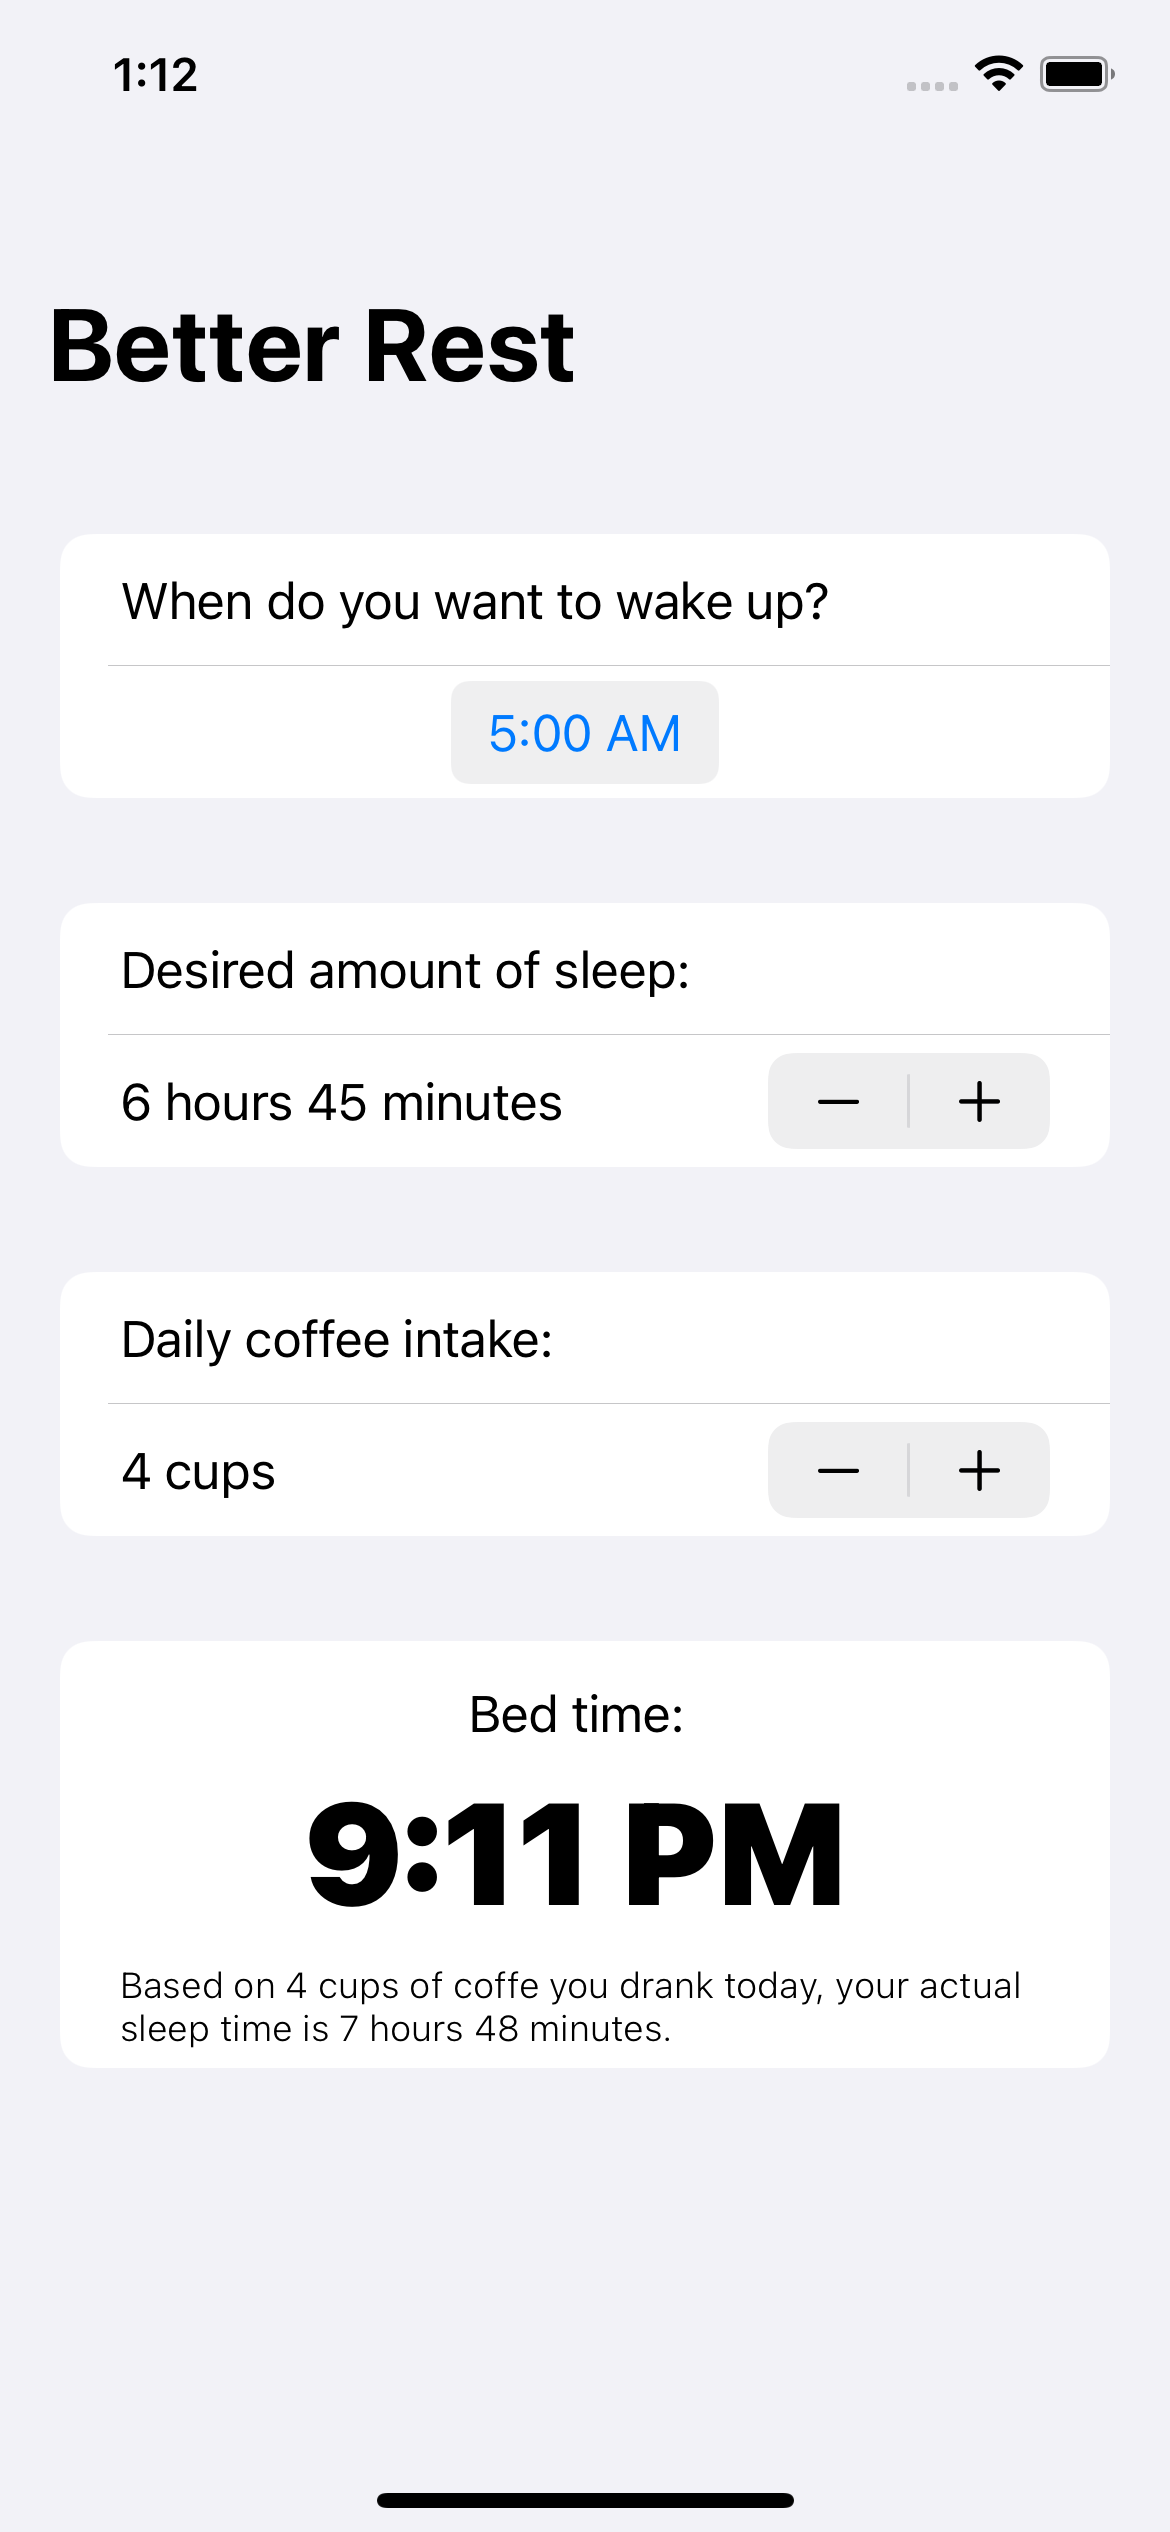 1:12
Better Rest
When do you want to wake up?
5:00 AM
Desired amount of sleep:
6 hours 45 minutes
Daily coffee intake:
4 cups
Bed time:
9:11 PM
Based on 4 cups of coffe you drank today, your actual
sleep time is 7 hours 48 minutes.